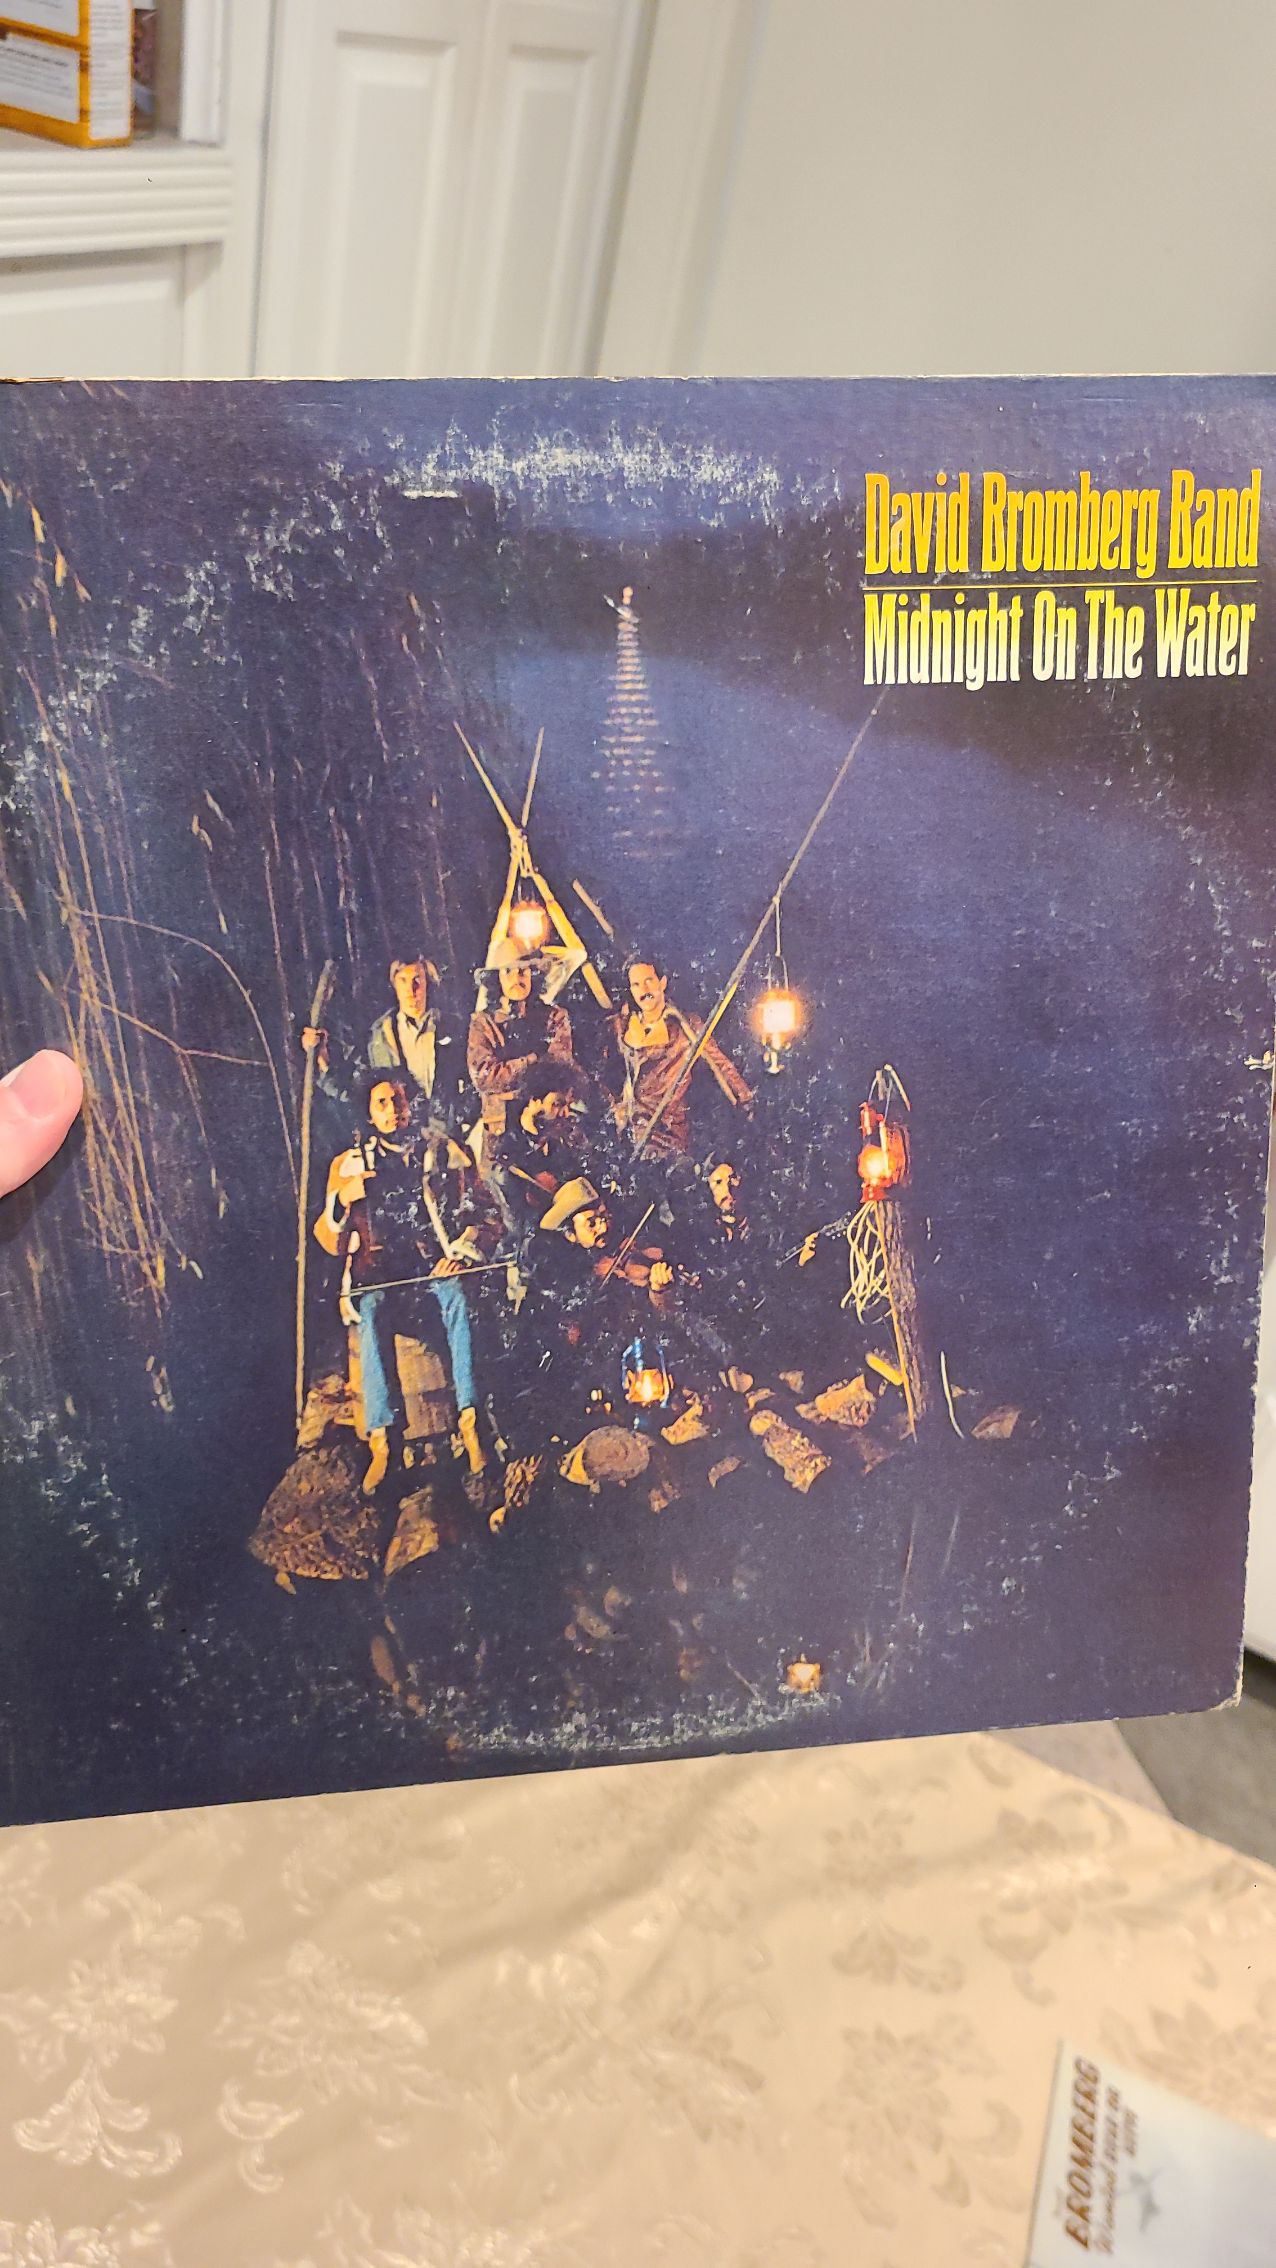 David Bromberg Band
Midnight On The Water
BROMBERG